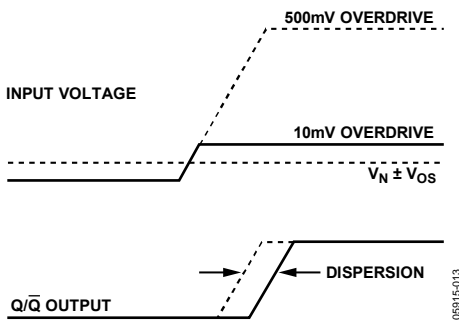 500mV OVERDRIVE
INPUT VOLTAGE
10mV OVERDRIVE
V_N ± V_OS
DISPERSION
Q/Q̅ OUTPUT
05915-013